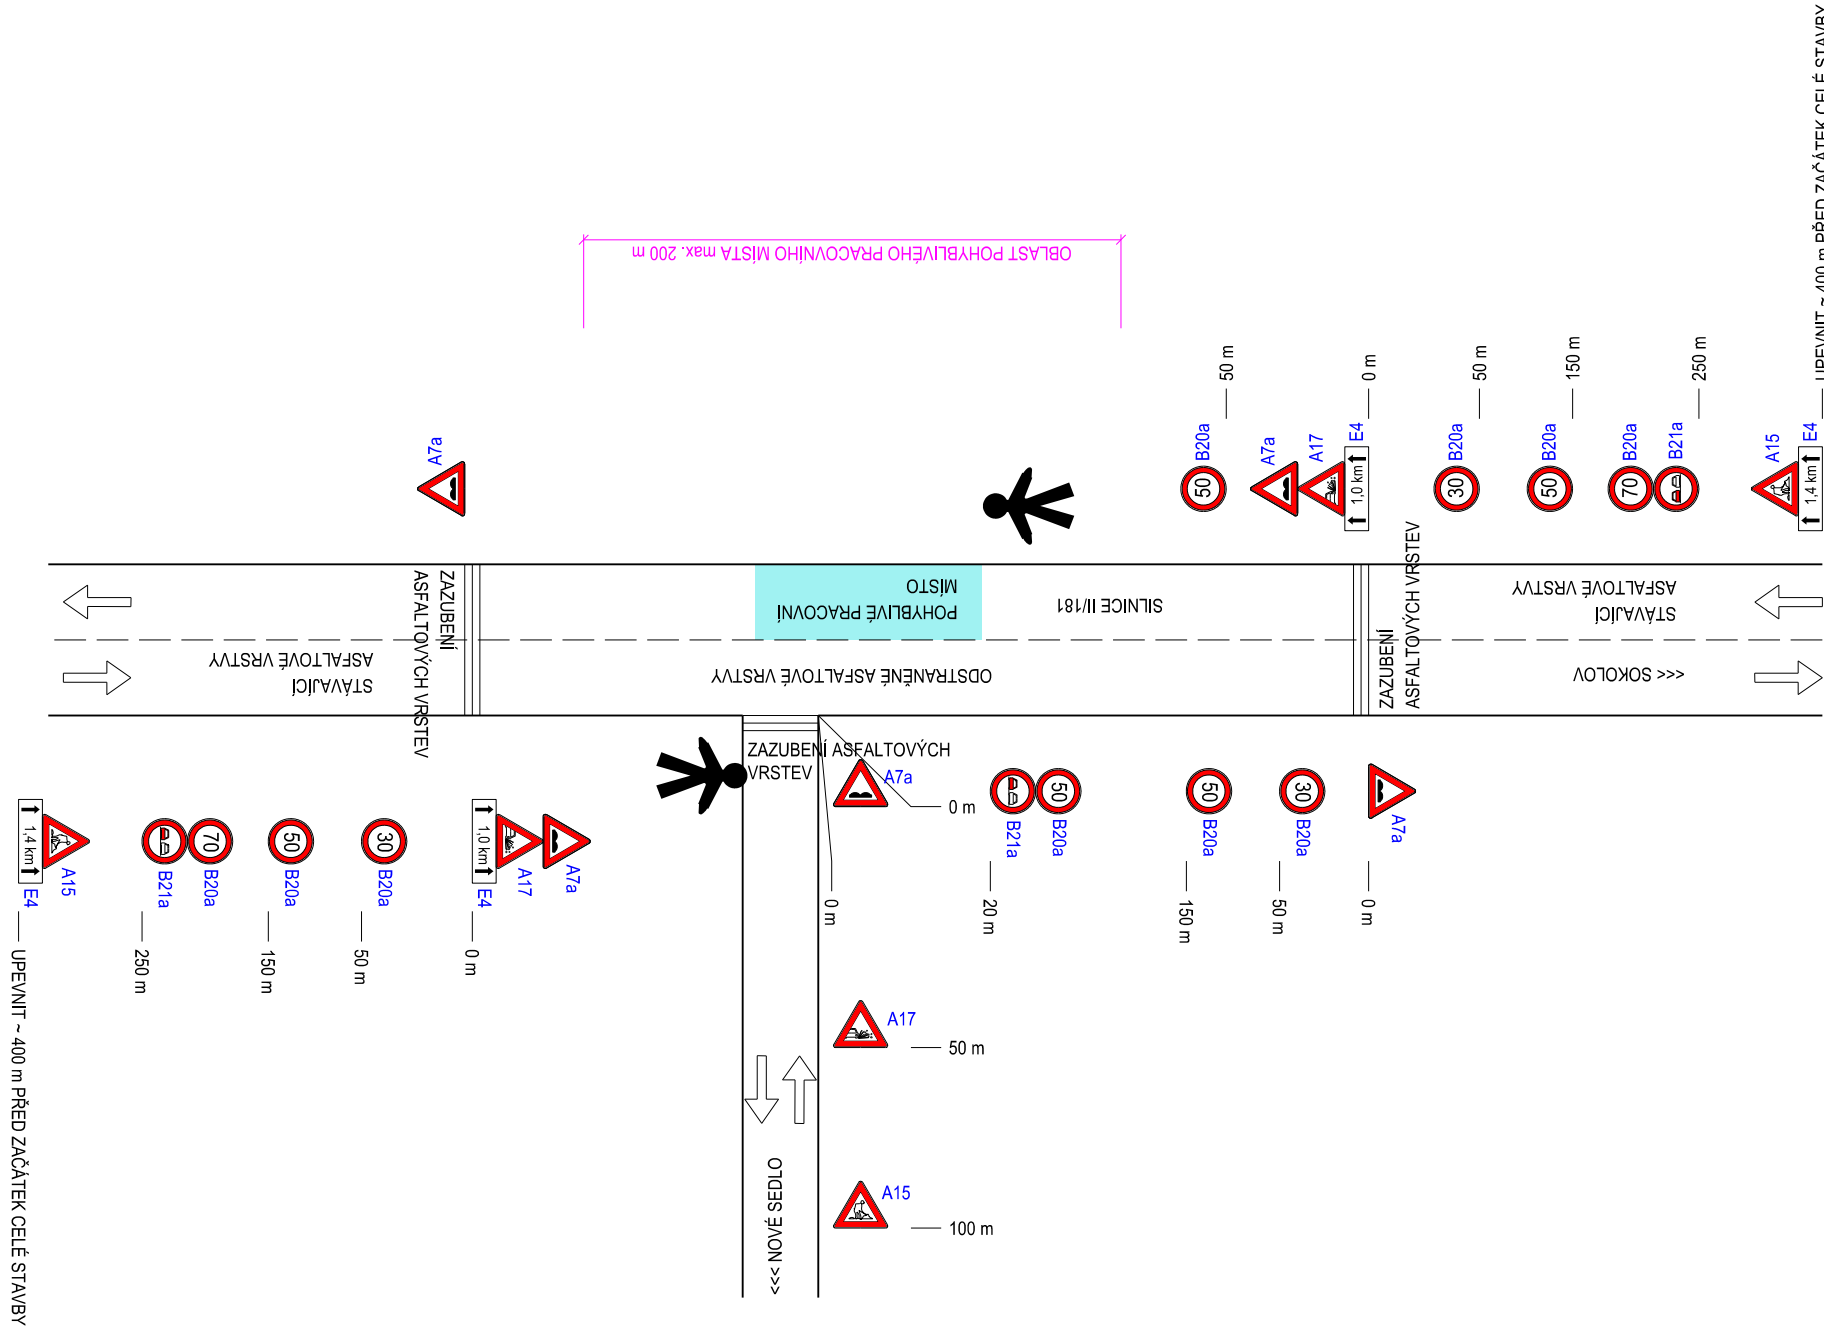 UPEVNIT ~ 400 m PŘED ZAČÁTEK CELÉ STAVBY
OBLAST POHYBLIVÉHO PRACOVNÍHO MÍSTA max. 200 m
50 m
0 m
50 m
150 m
250 m
A7a
B20a
A7a
A17
E4
B20a
B20a
B20a
B21a
A15
E4
50
1,0 km
30
50
70
1,4 km
ZAZUBENÍ
ASFALTOVÝCH VRSTEV
POHYBLIVÉ PRACOVNÍ
MÍSTO
SILNICE II/181
ZAZUBENÍ
ASFALTOVÝCH VRSTEV
STÁVAJÍCÍ
ASFALTOVÉ VRSTVY
STÁVAJÍCÍ
ASFALTOVÉ VRSTVY
ODSTRANĚNÉ ASFALTOVÉ VRSTVY
<<< SOKOLOV
ZAZUBENÍ ASFALTOVÝCH
VRSTEV
A7a
0 m
1,4 km
70
50
30
1,0 km
50
50
30
E4
A15
B21a
B20a
B20a
B20a
E4
A17
A7a
B21a
B20a
B20a
B20a
A7a
250 m
150 m
50 m
0 m
0 m
20 m
150 m
50 m
0 m
UPEVNIT ~ 400 m PŘED ZAČÁTEK CELÉ STAVBY
A17
50 m
A15
100 m
<<< NOVÉ SEDLO